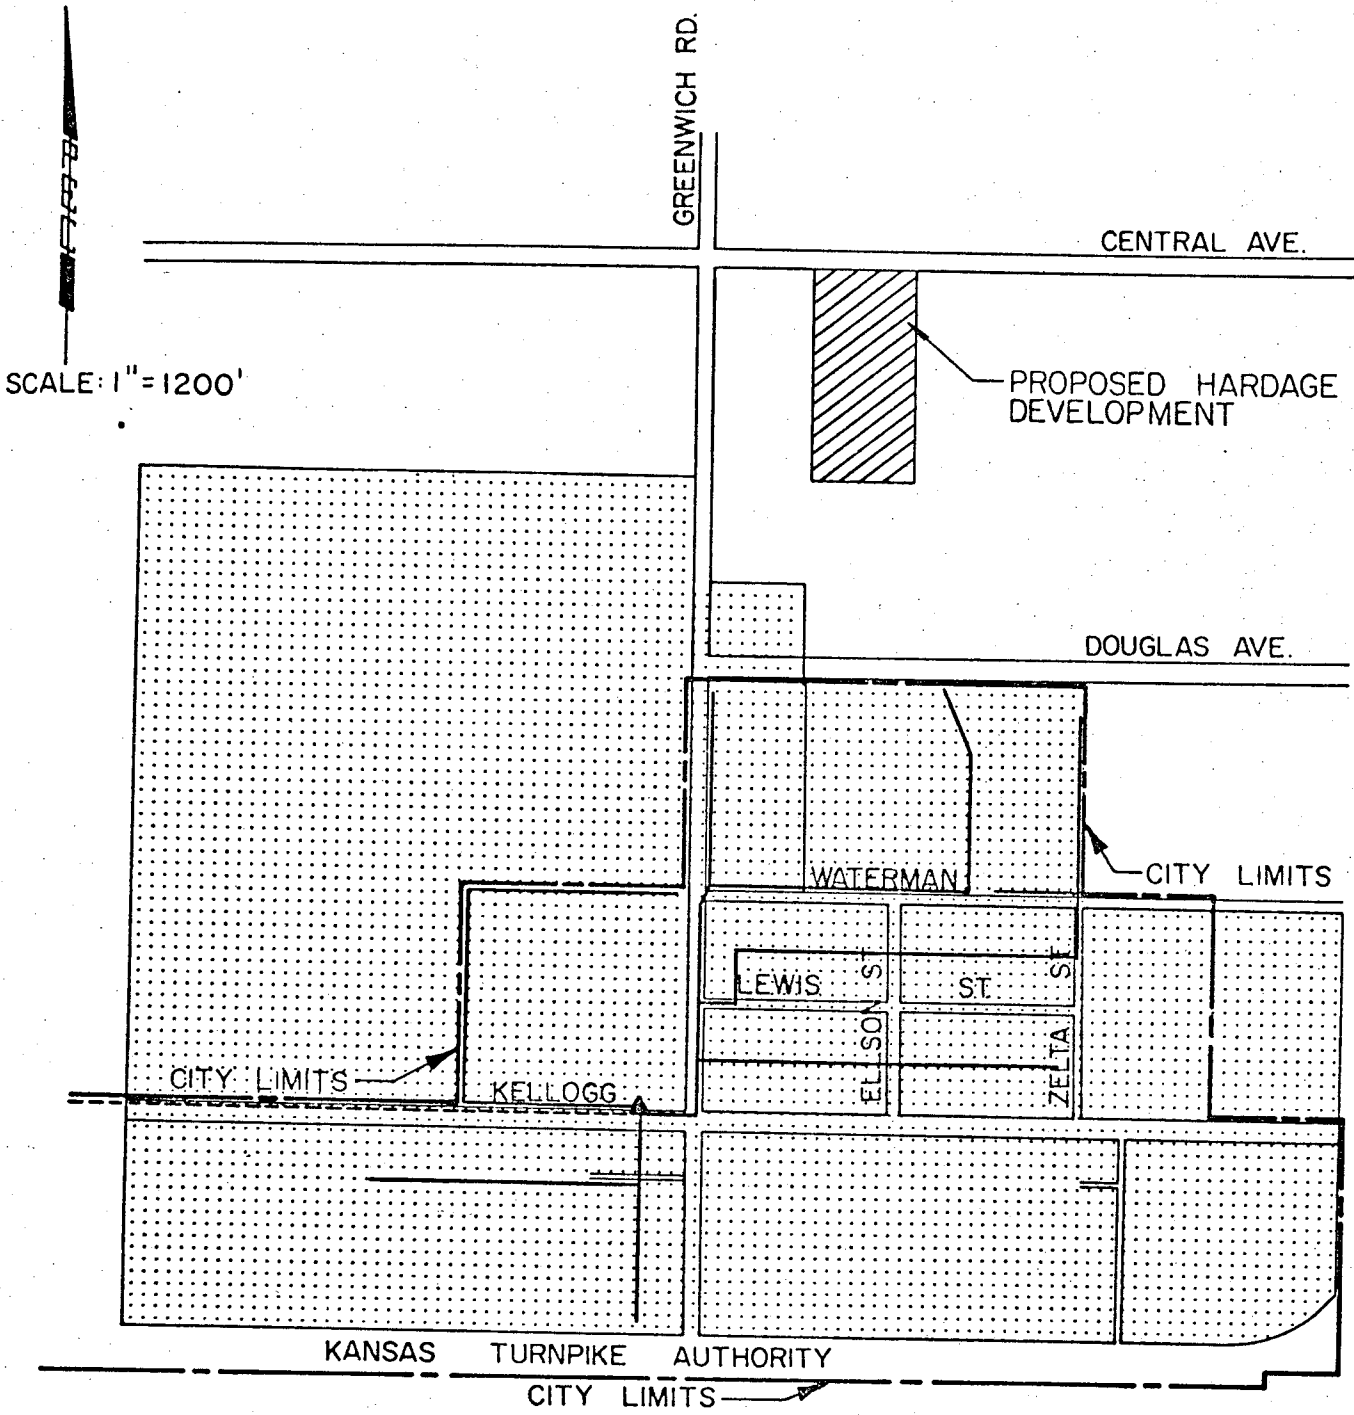 GREENWICH RD.
CENTRAL AVE.
SCALE: 1" = 1200'
PROPOSED HARDAGE
DEVELOPMENT
DOUGLAS AVE.
WATERMAN
CITY LIMITS
LEWIS ST
ELLSON ST
ZELTA ST
CITY LIMITS
KELLOGG
KANSAS TURNPIKE AUTHORITY
CITY LIMITS